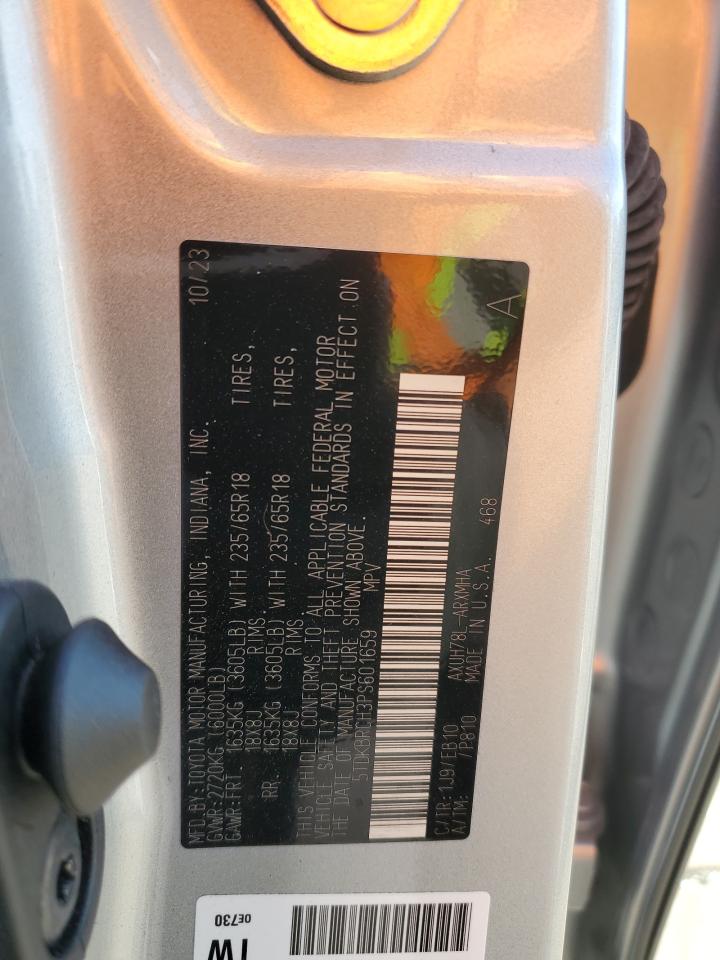 MFD.BY:TOYOTA MOTOR MANUFACTURING, INDIANA, INC. 10/23
GVWR:2720KG (6000LB)
GAWR:FRT. 1635KG (3605LB) WITH 235/65R18 TIRES,
18X8J RIMS.
RR. 1635KG (3605LB) WITH 235/65R18 TIRES,
18X8J RIMS.
THIS VEHICLE CONFORMS TO ALL APPLICABLE FEDERAL MOTOR
VEHICLE SAFETY AND THEFT PREVENTION STANDARDS IN EFFECT ON
THE DATE OF MANUFACTURE SHOWN ABOVE.
5TDKBRCH3PS601659 MPV
C/TR:1J9/EB10 AXUH78L-ARXMHA
A/TM: /P810 MADE IN U.S.A. 468 A
0E730
TW